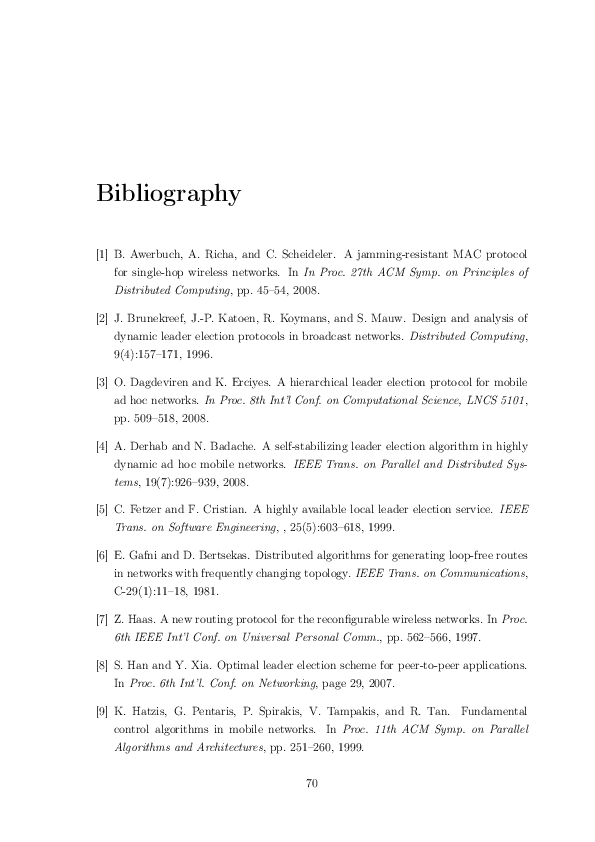 Bibliography
[1] B. Awerbuch, A. Richa, and C. Scheideler. A jamming-resistant MAC protocol
for single-hop wireless networks. In In Proc. 27th ACM Symp. on Principles of
Distributed Computing, pp. 45–54, 2008.
[2] J. Brunekreef, J.-P. Katoen, R. Koymans, and S. Mauw. Design and analysis of
dynamic leader election protocols in broadcast networks. Distributed Computing,
9(4):157–171, 1996.
[3] O. Dagdeviren and K. Erciyes. A hierarchical leader election protocol for mobile
ad hoc networks. In Proc. 8th Int'l Conf. on Computational Science, LNCS 5101,
pp. 509–518, 2008.
[4] A. Derhab and N. Badache. A self-stabilizing leader election algorithm in highly
dynamic ad hoc mobile networks. IEEE Trans. on Parallel and Distributed Sys-
tems, 19(7):926–939, 2008.
[5] C. Fetzer and F. Cristian. A highly available local leader election service. IEEE
Trans. on Software Engineering, , 25(5):603–618, 1999.
[6] E. Gafni and D. Bertsekas. Distributed algorithms for generating loop-free routes
in networks with frequently changing topology. IEEE Trans. on Communications,
C-29(1):11–18, 1981.
[7] Z. Haas. A new routing protocol for the reconfigurable wireless networks. In Proc.
6th IEEE Int'l Conf. on Universal Personal Comm., pp. 562–566, 1997.
[8] S. Han and Y. Xia. Optimal leader election scheme for peer-to-peer applications.
In Proc. 6th Int'l. Conf. on Networking, page 29, 2007.
[9] K. Hatzis, G. Pentaris, P. Spirakis, V. Tampakis, and R. Tan. Fundamental
control algorithms in mobile networks. In Proc. 11th ACM Symp. on Parallel
Algorithms and Architectures, pp. 251–260, 1999.
70